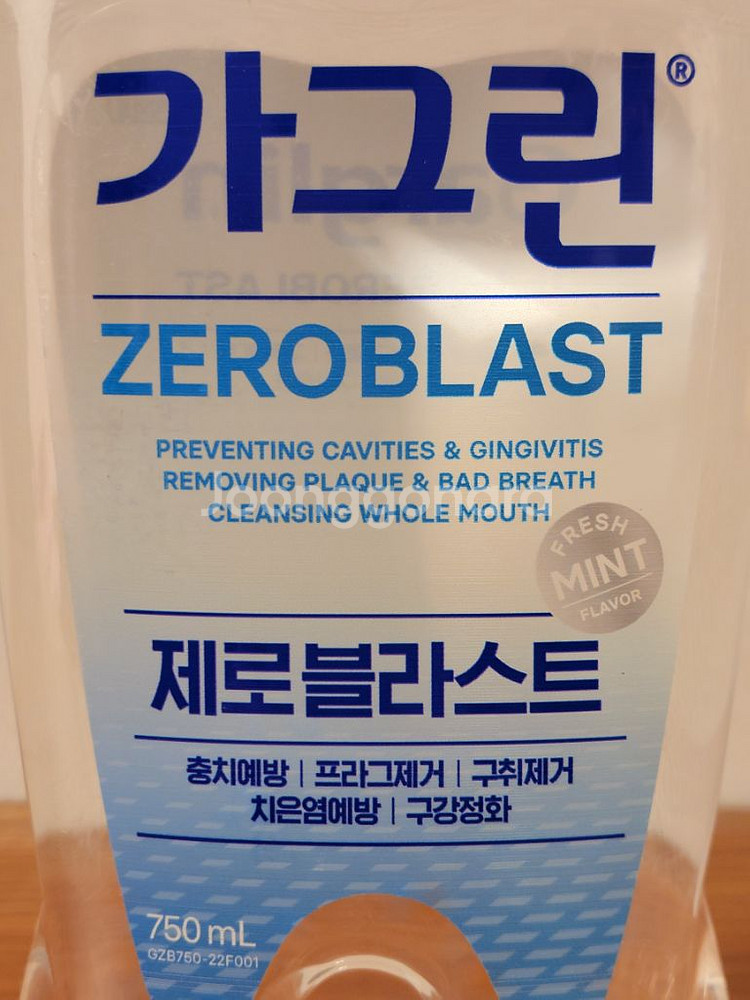 가그린®
ZEROBLAST
PREVENTING CAVITIES & GINGIVITIS
REMOVING PLAQUE & BAD BREATH
CLEANSING WHOLE MOUTH
Joonggonara
FRESH
MINT
FLAVOR
제로블라스트
충치예방 | 프라그제거 | 구취제거
치은염예방 | 구강정화
750 mL
GZB750-22F001